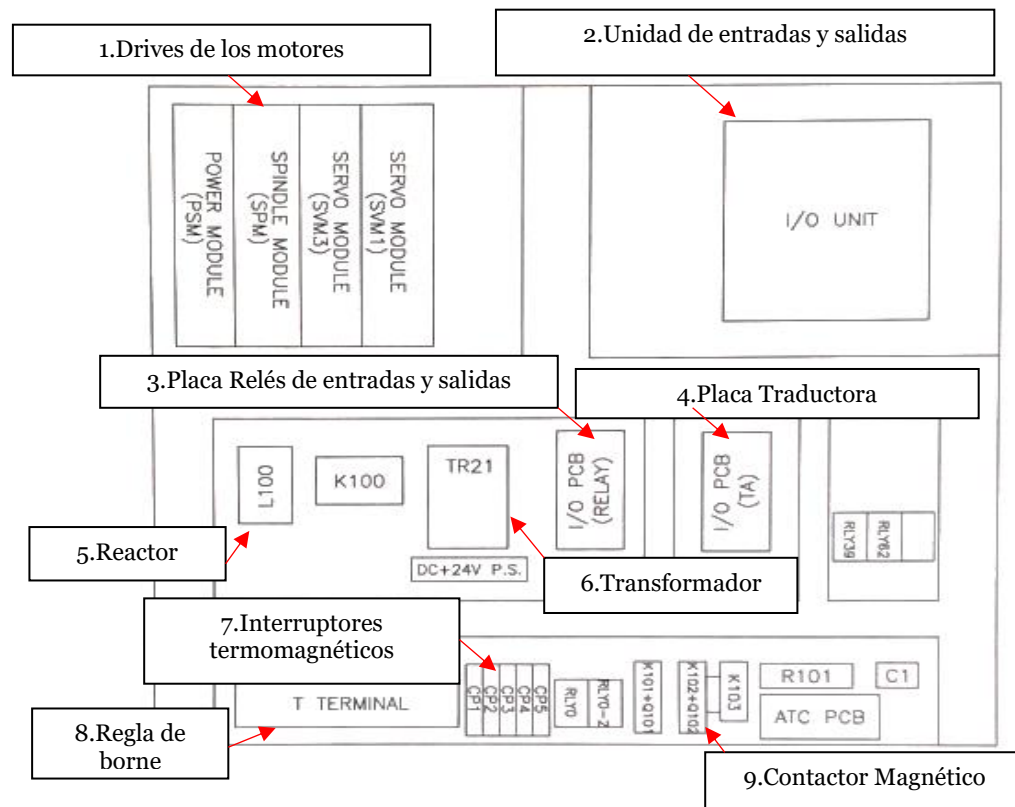 1.Drives de los motores
2.Unidad de entradas y salidas
POWER MODULE
(PSM)
SPINDLE MODULE
(SPM)
SERVO MODULE
(SVM3)
SERVO MODULE
(SVM1)
I/O UNIT
3.Placa Relés de entradas y salidas
4.Placa Traductora
L100
K100
TR21
I/O PCB
(RELAY)
I/O PCB
(TA)
RLY39
RLY62
5.Reactor
DC+24V P.S.
6.Transformador
7.Interruptores
termomagnéticos
T TERMINAL
CP1
CP2
CP3
CP4
CP5
RLY0
RLY0-Z
K101+Q101
K102+Q102
K103
R101
C1
ATC PCB
8.Regla de
borne
9.Contactor Magnético